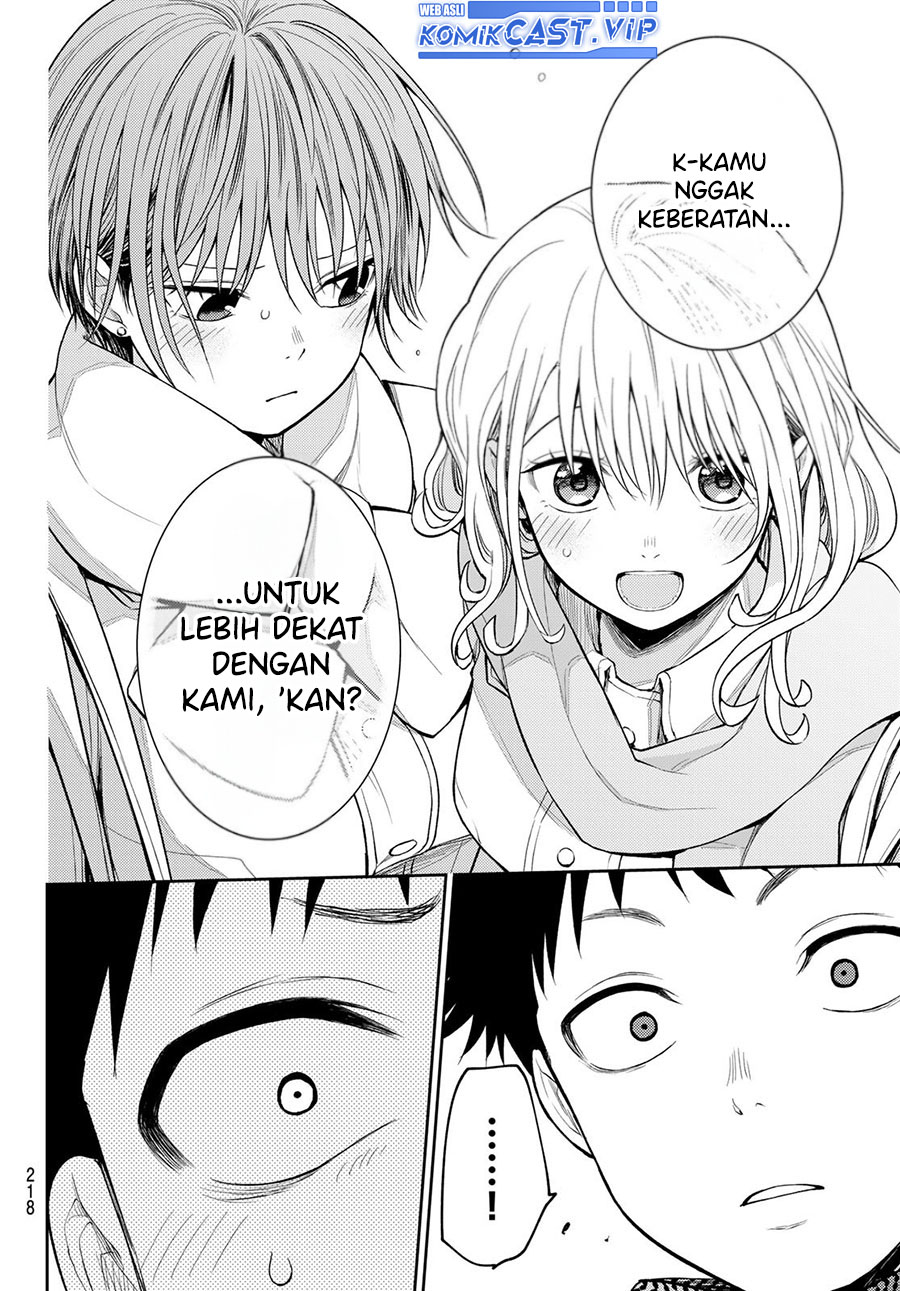 WEB ASLI
KOMIKCAST.VIP
K-KAMU
NGGAK
KEBERATAN...
...UNTUK
LEBIH DEKAT
DENGAN
KAMI, 'KAN?
......!
218